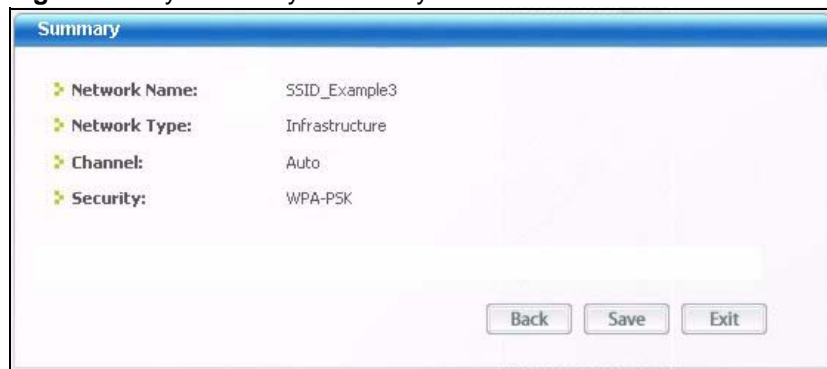 Summary
Network Name: SSID_Example3
Network Type: Infrastructure
Channel: Auto
Security: WPA-PSK
Back Save Exit